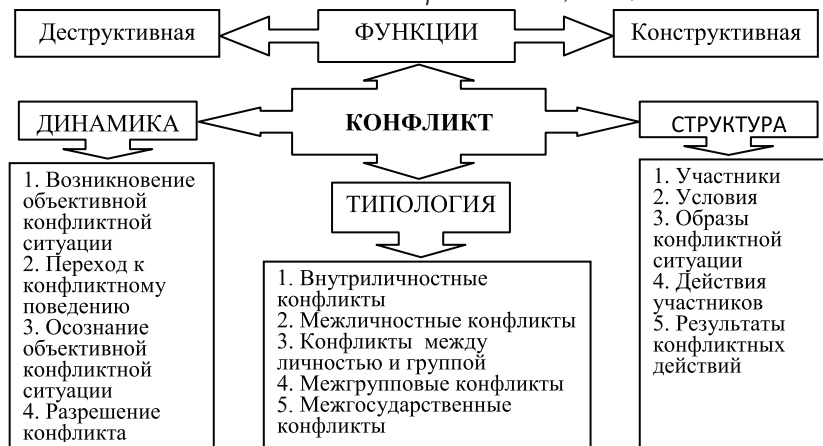 Деструктивная
ФУНКЦИИ
Конструктивная
ДИНАМИКА
КОНФЛИКТ
СТРУКТУРА
1. Возникновение
объективной
конфликтной
ситуации
2. Переход к
конфликтному
поведению
3. Осознание
объективной
конфликтной
ситуации
4. Разрешение
конфликта
ТИПОЛОГИЯ
1. Внутриличностные
конфликты
2. Межличностные конфликты
3. Конфликты между
личностью и группой
4. Межгрупповые конфликты
5. Межгосударственные
конфликты
1. Участники
2. Условия
3. Образы
конфликтной
ситуации
4. Действия
участников
5. Результаты
конфликтных
действий